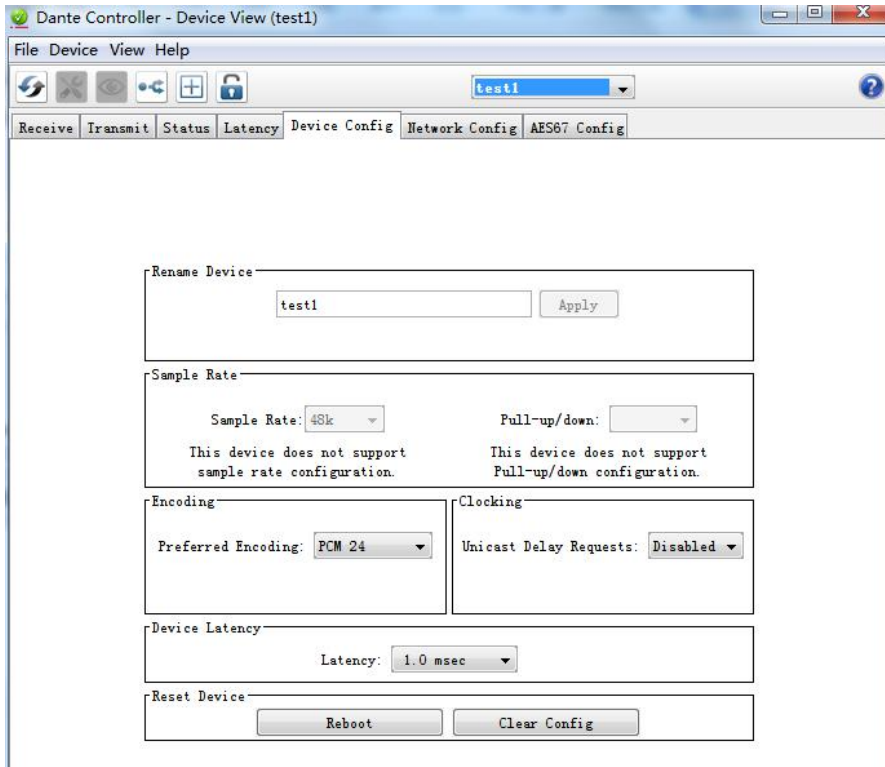 Dante Controller - Device View (test1)
File Device View Help
test1
Receive Transmit Status Latency Device Config Network Config AES67 Config
Rename Device
test1 Apply
Sample Rate
Sample Rate: 48k Pull-up/down:
This device does not support This device does not support
sample rate configuration. Pull-up/down configuration.
Encoding Clocking
Preferred Encoding: PCM 24 Unicast Delay Requests: Disabled
Device Latency
Latency: 1.0 msec
Reset Device
Reboot Clear Config